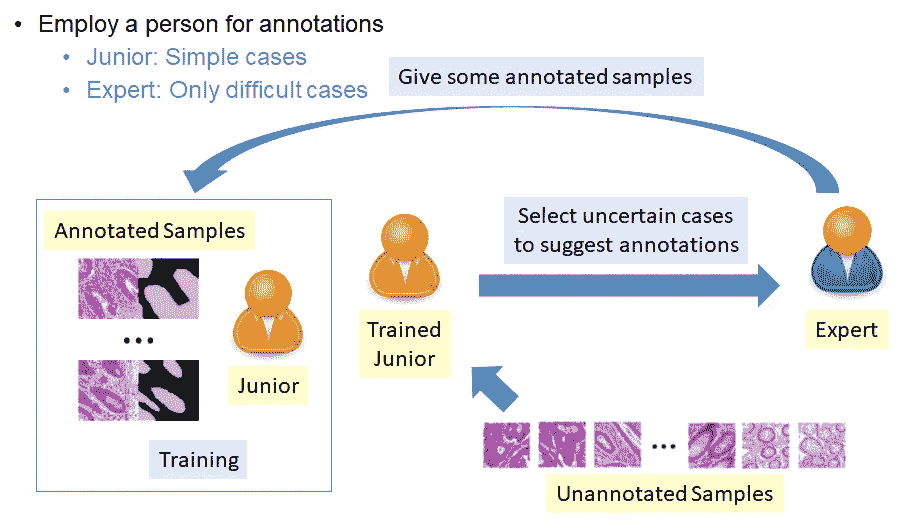 • Employ a person for annotations
• Junior: Simple cases
• Expert: Only difficult cases
Give some annotated samples
Annotated Samples
Junior
Training
Trained
Junior
Select uncertain cases
to suggest annotations
Expert
Unannotated Samples